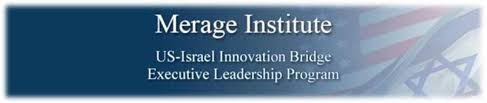 Merage Institute
US-Israel Innovation Bridge
Executive Leadership Program